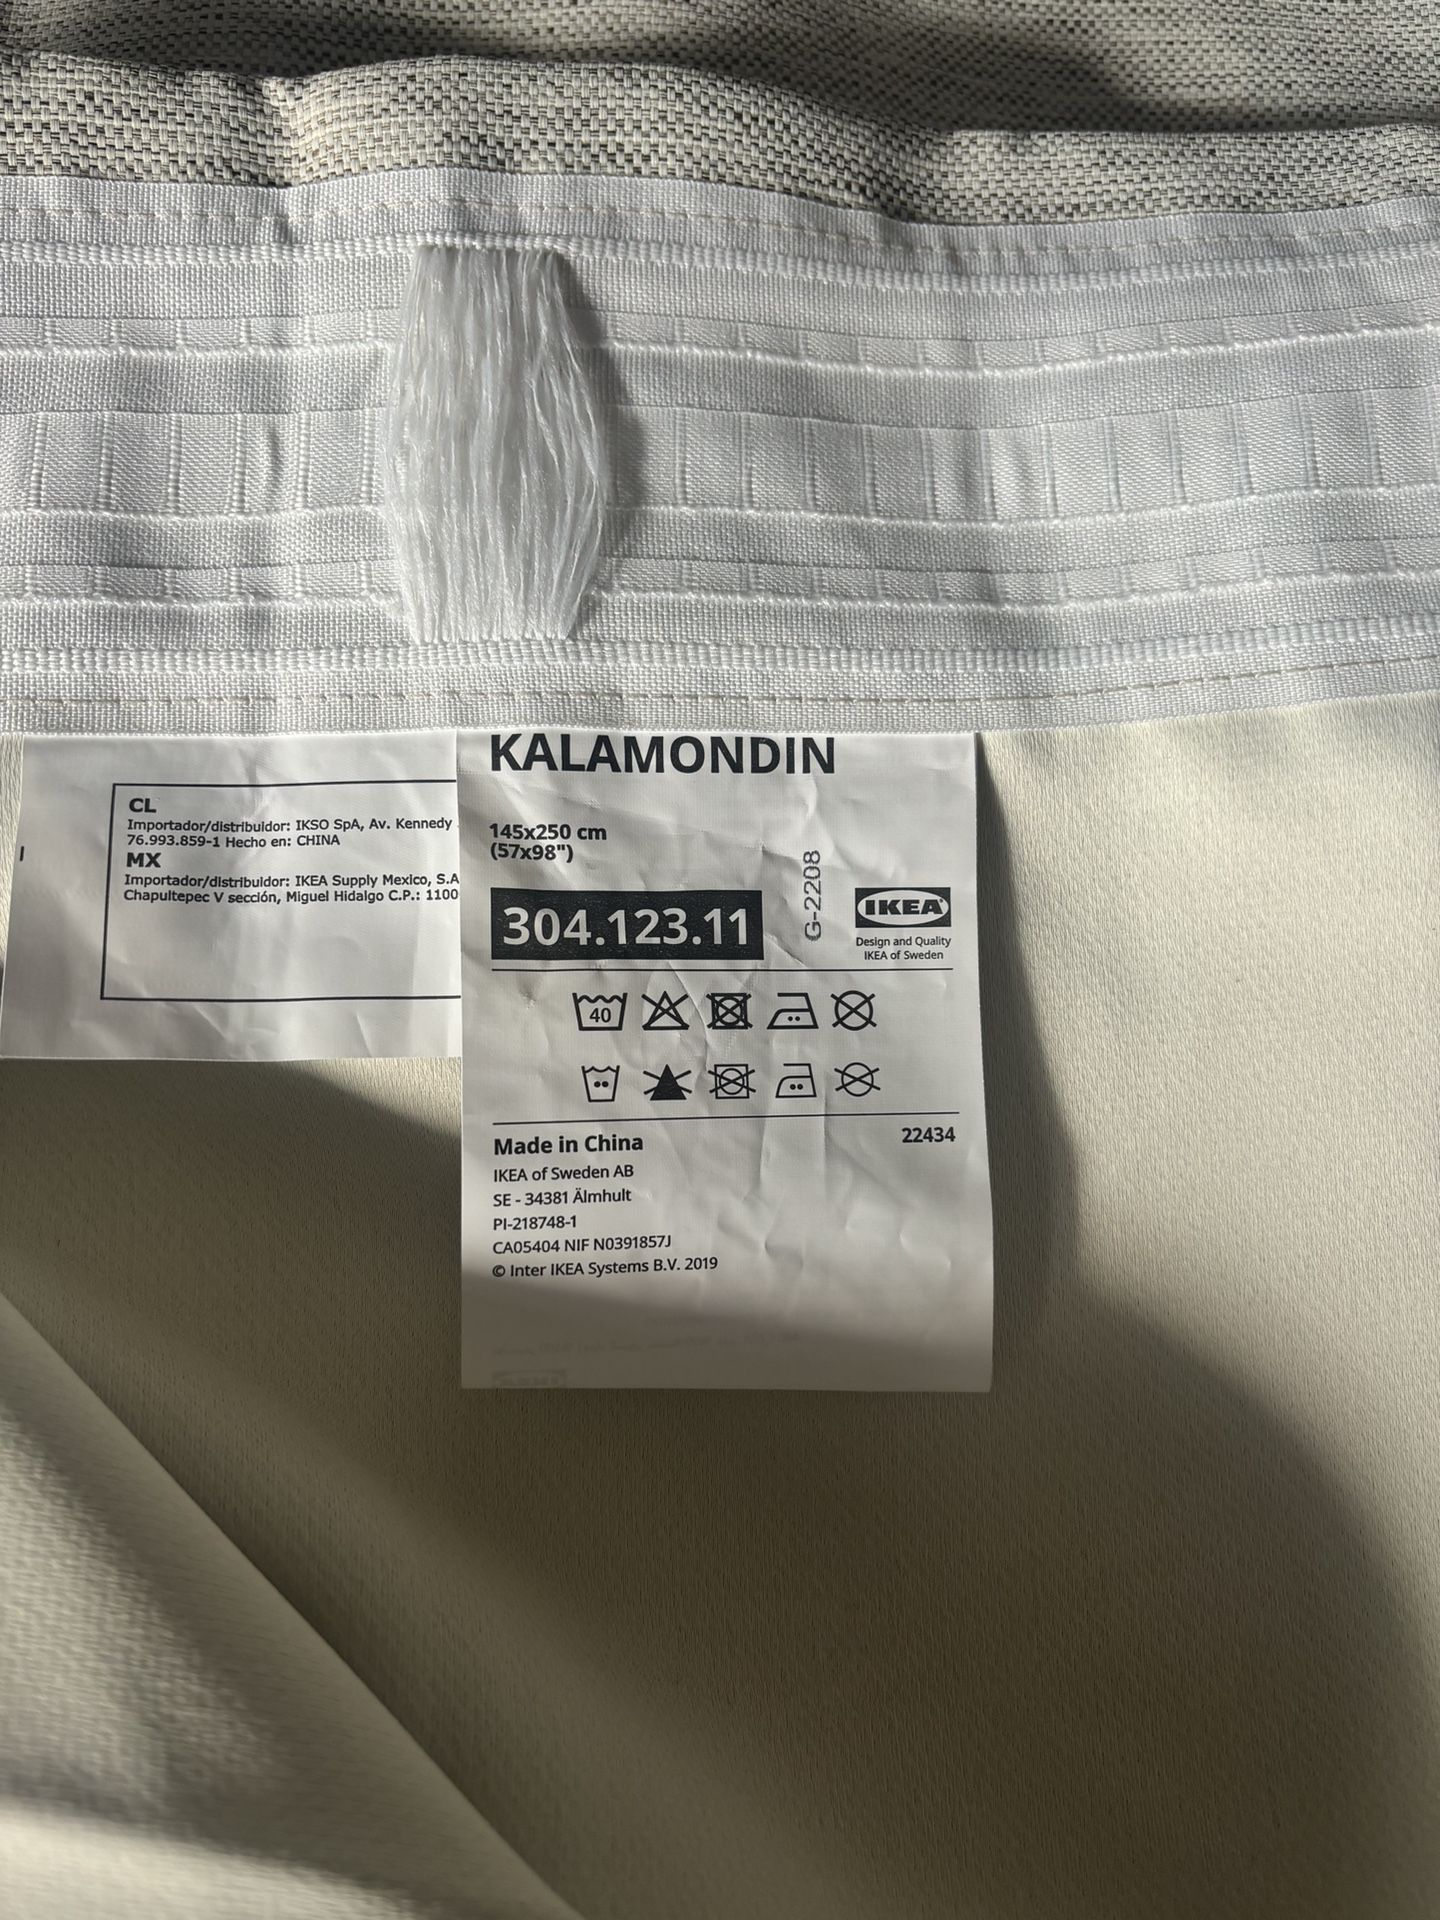 KALAMONDIN
145x250 cm
(57x98")
304.123.11
G-2208
IKEA
Design and Quality
IKEA of Sweden
40
Made in China
22434
IKEA of Sweden AB
SE - 34381 Älmhult
PI-218748-1
CA05404 NIF N0391857J
© Inter IKEA Systems B.V. 2019
CL
Importador/distribuidor: IKSO SpA, Av. Kennedy
76.993.859-1 Hecho en: CHINA
MX
Importador/distribuidor: IKEA Supply Mexico, S.A
Chapultepec V sección, Miguel Hidalgo C.P.: 1100